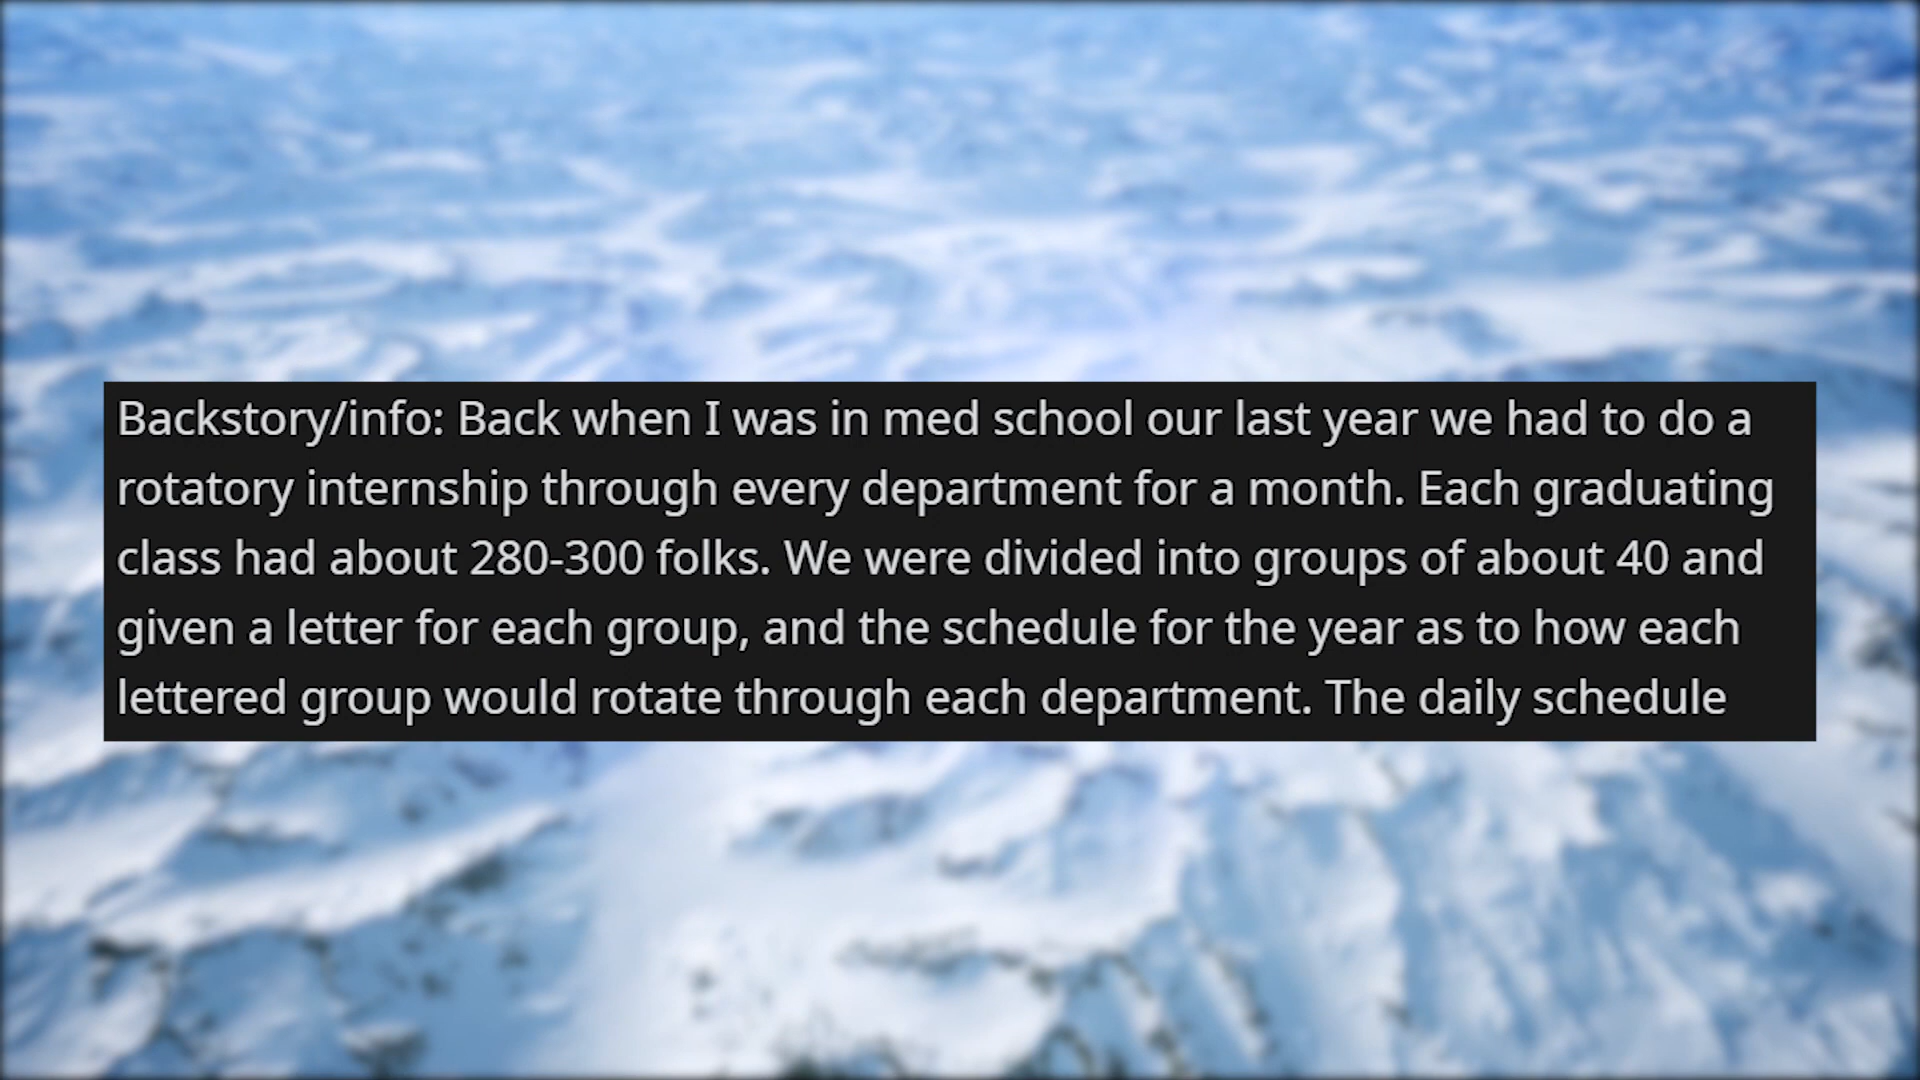 Backstory/info: Back when I was in med school our last year we had to do a
rotatory internship through every department for a month. Each graduating
class had about 280-300 folks. We were divided into groups of about 40 and
given a letter for each group, and the schedule for the year as to how each
lettered group would rotate through each department. The daily schedule